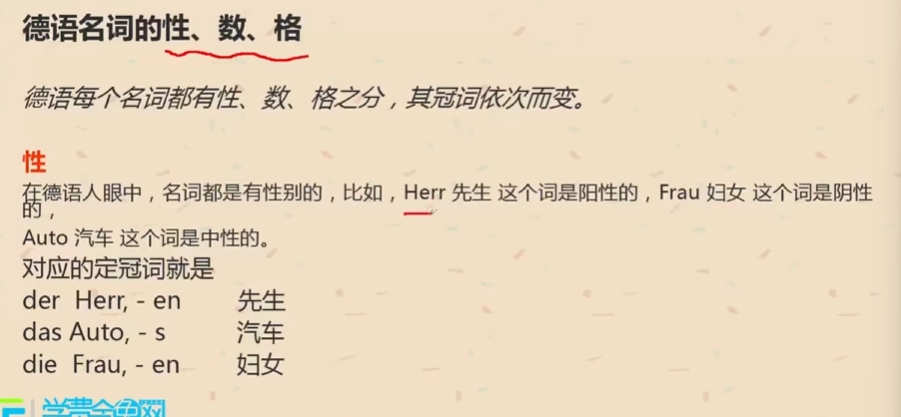 德语名词的性、数、格
德语每个名词都有性、数、格之分，其冠词依次而变。
性
在德语人眼中，名词都是有性别的，比如，Herr 先生 这个词是阳性的，Frau 妇女 这个词是阴性
的，
Auto 汽车 这个词是中性的。
对应的定冠词就是
der Herr, - en 先生
das Auto, - s 汽车
die Frau, - en 妇女
学费全免网